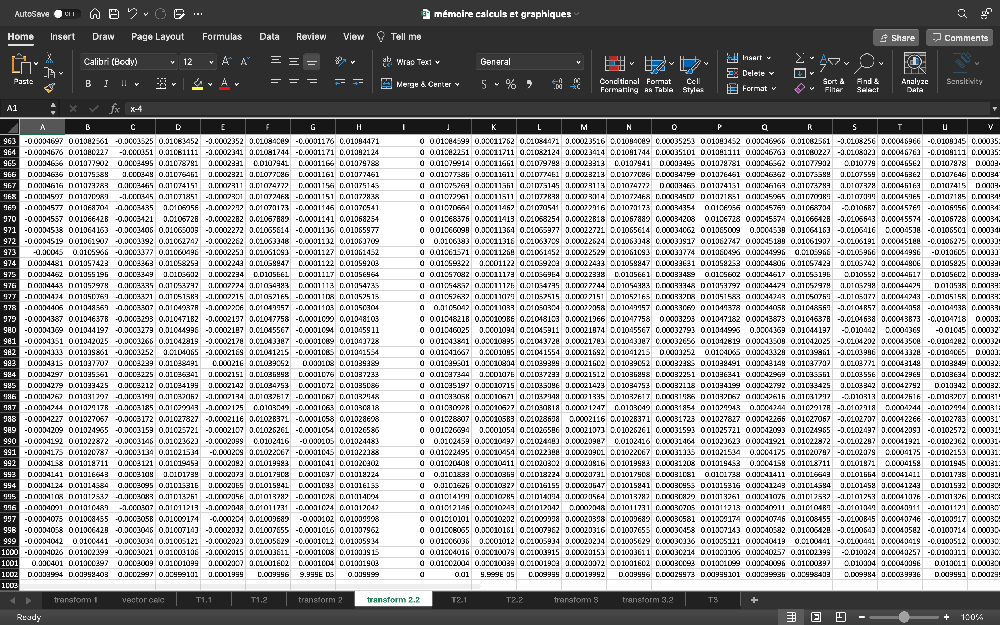 AutoSave OFF mémoire calculs et graphiques
Home Insert Draw Page Layout Formulas Data Review View Tell me Share Comments
Paste Calibri (Body) 12 Wrap Text General Insert
B I U Merge & Center $ % Conditional Formatting Format as Table Cell Styles Delete Format Sort & Filter Find & Select Analyze Data Sensitivity
A1 fx x-4
A B C D E F G H I J K L M N O P Q R S T U V
963 -0.0004697 0.01082561 -0.0003525 0.01083452 -0.0002352 0.01084089 -0.0001176 0.01084471 0 0.01084599 0.00011762 0.01084471 0.00023516 0.01084089 0.00035253 0.01083452 0.00046966 0.01082561 -0.0108256 0.00046966 -0.0108345
964 -0.0004676 0.01080227 -0.000351 0.01081111 -0.0002341 0.01081744 -0.0001171 0.01082124 0 0.01082251 0.00011711 0.01082124 0.00023414 0.01081744 0.00035101 0.01081111 0.00046763 0.01080227 -0.0108023 0.00046763 -0.0108111
965 -0.0004656 0.01077902 -0.0003495 0.01078781 -0.0002331 0.0107941 -0.0001166 0.01079788 0 0.01079914 0.00011661 0.01079788 0.00023313 0.0107941 0.0003495 0.01078781 0.00046562 0.01077902 -0.010779 0.00046562 -0.0107878
966 -0.0004636 0.01075588 -0.000348 0.01076461 -0.0002321 0.01077086 -0.0001161 0.01077461 0 0.01077586 0.00011611 0.01077461 0.00023213 0.01077086 0.00034799 0.01076461 0.00046362 0.01075588 -0.0107559 0.00046362 -0.0107646
967 -0.0004616 0.01073283 -0.0003465 0.01074151 -0.0002311 0.01074772 -0.0001156 0.01075145 0 0.01075269 0.00011561 0.01075145 0.00023113 0.01074772 0.0003465 0.01074151 0.00046163 0.01073283 -0.0107328 0.00046163 -0.0107415
968 -0.0004597 0.01070989 -0.000345 0.01071851 -0.0002301 0.01072468 -0.0001151 0.01072838 0 0.01072961 0.00011511 0.01072838 0.00023014 0.01072468 0.00034502 0.01071851 0.00045965 0.01070989 -0.0107099 0.00045965 -0.0107185
969 -0.0004577 0.01068704 -0.0003435 0.0106956 -0.0002292 0.01070173 -0.0001146 0.01070541 0 0.01070664 0.00011462 0.01070541 0.00022916 0.01070173 0.00034354 0.0106956 0.00045769 0.01068704 -0.010687 0.00045769 -0.0106956
970 -0.0004557 0.01066428 -0.0003421 0.0106728 -0.0002282 0.01067889 -0.0001141 0.01068254 0 0.01068376 0.00011413 0.01068254 0.00022818 0.01067889 0.00034208 0.0106728 0.00045574 0.01066428 -0.0106643 0.00045574 -0.0106728
971 -0.0004538 0.01064163 -0.0003406 0.01065009 -0.0002272 0.01065614 -0.0001136 0.01065977 0 0.01066098 0.00011364 0.01065977 0.00022721 0.01065614 0.00034062 0.01065009 0.0004538 0.01064163 -0.0106416 0.0004538 -0.0106501
972 -0.0004519 0.01061907 -0.0003392 0.01062747 -0.0002262 0.01063348 -0.0001132 0.01063709 0 0.0106383 0.00011316 0.01063709 0.00022624 0.01063348 0.00033917 0.01062747 0.00045188 0.01061907 -0.0106191 0.00045188 -0.0106275
973 -0.00045 0.0105966 -0.0003377 0.01060496 -0.0002253 0.01061093 -0.0001127 0.01061452 0 0.01061571 0.00011268 0.01061452 0.00022529 0.01061093 0.00033774 0.01060496 0.00044996 0.0105966 -0.0105966 0.00044996 -0.010605
974 -0.0004481 0.01057423 -0.0003363 0.01058253 -0.0002243 0.01058847 -0.0001122 0.01059203 0 0.01059322 0.0001122 0.01059203 0.00022433 0.01058847 0.00033631 0.01058253 0.00044806 0.01057423 -0.0105742 0.00044806 -0.0105825
975 -0.0004462 0.01055196 -0.0003349 0.0105602 -0.0002234 0.0105661 -0.0001117 0.01056964 0 0.01057082 0.00011173 0.01056964 0.00022338 0.0105661 0.00033489 0.0105602 0.00044617 0.01055196 -0.010552 0.00044617 -0.0105602
976 -0.0004443 0.01052978 -0.0003335 0.01053797 -0.0002224 0.01054383 -0.0001113 0.01054735 0 0.01054852 0.00011126 0.01054735 0.00022244 0.01054383 0.00033348 0.01053797 0.00044429 0.01052978 -0.0105298 0.00044429 -0.010538
977 -0.0004424 0.01050769 -0.0003321 0.01051583 -0.0002215 0.01052165 -0.0001108 0.01052515 0 0.01052632 0.00011079 0.01052515 0.00022151 0.01052165 0.00033208 0.01051583 0.00044243 0.01050769 -0.0105077 0.00044243 -0.0105158
978 -0.0004406 0.01048569 -0.0003307 0.01049378 -0.0002206 0.01049957 -0.0001103 0.01050304 0 0.0105042 0.00011033 0.01050304 0.00022058 0.01049957 0.00033069 0.01049378 0.00044058 0.01048569 -0.0104857 0.00044058 -0.0104938
979 -0.0004387 0.01046378 -0.0003293 0.01047182 -0.0002197 0.01047758 -0.0001099 0.01048103 0 0.01048218 0.00010986 0.01048103 0.00021966 0.01047758 0.0003293 0.01047182 0.00043873 0.01046378 -0.0104638 0.00043873 -0.0104718
980 -0.0004369 0.01044197 -0.0003279 0.01044996 -0.0002187 0.01045567 -0.0001094 0.01045911 0 0.01046025 0.0001094 0.01045911 0.00021874 0.01045567 0.00032793 0.01044996 0.0004369 0.01044197 -0.010442 0.0004369 -0.01045
981 -0.0004351 0.01042025 -0.0003266 0.01042819 -0.0002178 0.01043387 -0.0001089 0.01043728 0 0.01043841 0.00010895 0.01043728 0.00021783 0.01043387 0.00032656 0.01042819 0.00043508 0.01042025 -0.0104202 0.00043508 -0.0104282
982 -0.0004333 0.01039861 -0.0003252 0.0104065 -0.0002169 0.01041215 -0.0001085 0.01041554 0 0.01041667 0.0001085 0.01041554 0.00021692 0.01041215 0.0003252 0.0104065 0.00043328 0.01039861 -0.0103986 0.00043328 -0.0104065
983 -0.0004315 0.01037707 -0.0003239 0.01038491 -0.000216 0.01039052 -0.000108 0.01039389 0 0.01039501 0.00010804 0.01039389 0.00021602 0.01039052 0.00032385 0.01038491 0.00043148 0.01037707 -0.0103771 0.00043148 -0.0103849
984 -0.0004297 0.01035561 -0.0003225 0.01036341 -0.0002151 0.01036898 -0.0001076 0.01037233 0 0.01037344 0.0001076 0.01037233 0.00021512 0.01036898 0.00032251 0.01036341 0.00042969 0.01035561 -0.0103556 0.00042969 -0.0103634
985 -0.0004279 0.01033425 -0.0003212 0.01034199 -0.0002142 0.01034753 -0.0001072 0.01035086 0 0.01035197 0.00010715 0.01035086 0.00021423 0.01034753 0.00032118 0.01034199 0.00042792 0.01033425 -0.0103342 0.00042792 -0.010342
986 -0.0004262 0.01031297 -0.0003199 0.01032067 -0.0002134 0.01032617 -0.0001067 0.01032948 0 0.01033058 0.00010671 0.01032948 0.00021335 0.01032617 0.00031986 0.01032067 0.00042616 0.01031297 -0.010313 0.00042616 -0.0103207
987 -0.0004244 0.01029178 -0.0003185 0.01029943 -0.0002125 0.0103049 -0.0001063 0.01030818 0 0.01030928 0.00010627 0.01030818 0.00021247 0.0103049 0.00031854 0.01029943 0.0004244 0.01029178 -0.0102918 0.0004244 -0.0102994
988 -0.0004227 0.01027067 -0.0003172 0.01027827 -0.0002116 0.01028371 -0.0001058 0.01028698 0 0.01028807 0.00010583 0.01028698 0.0002116 0.01028371 0.00031723 0.01027827 0.00042266 0.01027067 -0.0102707 0.00042266 -0.0102783
989 -0.0004209 0.01024965 -0.0003159 0.01025721 -0.0002107 0.01026261 -0.0001054 0.01026586 0 0.01026694 0.0001054 0.01026586 0.00021073 0.01026261 0.00031593 0.01025721 0.00042093 0.01024965 -0.0102497 0.00042093 -0.0102572
990 -0.0004192 0.01022872 -0.0003146 0.01023623 -0.0002099 0.0102416 -0.000105 0.01024483 0 0.0102459 0.00010497 0.01024483 0.00020987 0.0102416 0.00031464 0.01023623 0.00041921 0.01022872 -0.0102287 0.00041921 -0.0102362
991 -0.0004175 0.01020787 -0.0003134 0.01021534 -0.000209 0.01022067 -0.0001045 0.01022388 0 0.01022495 0.00010454 0.01022388 0.00020901 0.01022067 0.00031335 0.01021534 0.0004175 0.01020787 -0.0102079 0.0004175 -0.0102153
992 -0.0004158 0.01018711 -0.0003121 0.01019453 -0.0002082 0.01019983 -0.0001041 0.01020302 0 0.01020408 0.00010411 0.01020302 0.00020816 0.01019983 0.00031208 0.01019453 0.0004158 0.01018711 -0.0101871 0.0004158 -0.0101945
993 -0.0004141 0.01016643 -0.0003108 0.0101738 -0.0002073 0.01017908 -0.0001037 0.01018224 0 0.0101833 0.00010369 0.01018224 0.00020731 0.01017908 0.00031081 0.0101738 0.00041411 0.01016643 -0.0101664 0.00041411 -0.0101738
994 -0.0004124 0.01014584 -0.0003095 0.01015316 -0.0002065 0.01015841 -0.0001033 0.01016155 0 0.0101626 0.00010327 0.01016155 0.00020647 0.01015841 0.00030955 0.01015316 0.00041243 0.01014584 -0.0101458 0.00041243 -0.0101532
995 -0.0004108 0.01012532 -0.0003083 0.01013261 -0.0002056 0.01013782 -0.0001028 0.01014094 0 0.01014199 0.00010285 0.01014094 0.00020564 0.01013782 0.00030829 0.01013261 0.00041076 0.01012532 -0.0101253 0.00041076 -0.0101326
996 -0.0004091 0.01010489 -0.000307 0.01011213 -0.0002048 0.01011731 -0.0001024 0.01012042 0 0.01012146 0.00010243 0.01012042 0.0002048 0.01011731 0.00030705 0.01011213 0.00040911 0.01010489 -0.0101049 0.00040911 -0.0101121
997 -0.0004075 0.01008455 -0.0003058 0.01009174 -0.000204 0.01009689 -0.000102 0.01009998 0 0.01010101 0.00010202 0.01009998 0.00020398 0.01009689 0.00030581 0.01009174 0.00040746 0.01008455 -0.0100845 0.00040746 -0.0100917
998 -0.0004058 0.01006428 -0.0003046 0.01007143 -0.0002032 0.01007655 -0.0001016 0.01007962 0 0.01008065 0.00010161 0.01007962 0.00020316 0.01007655 0.00030458 0.01007143 0.00040582 0.01006428 -0.0100643 0.00040582 -0.0100714
999 -0.0004042 0.0100441 -0.0003034 0.01005121 -0.0002023 0.01005629 -0.0001012 0.01005934 0 0.01006036 0.0001012 0.01005934 0.00020234 0.01005629 0.00030336 0.01005121 0.00040419 0.0100441 -0.0100441 0.00040419 -0.0100512
1000 -0.0004026 0.01002399 -0.0003021 0.01003106 -0.0002015 0.01003611 -0.0001008 0.01003915 0 0.01004016 0.00010079 0.01003915 0.00020153 0.01003611 0.00030214 0.01003106 0.00040257 0.01002399 -0.010024 0.00040257 -0.0100311
1001 -0.000401 0.01000397 -0.0003009 0.01001099 -0.0002007 0.01001602 -0.0001004 0.01001903 0 0.01002004 0.00010039 0.01001903 0.00020072 0.01001602 0.00030093 0.01001099 0.00040096 0.01000397 -0.010004 0.00040096 -0.010011
1002 -0.0003994 0.00998403 -0.0002997 0.00999101 -0.0001999 0.009996 -9.999E-05 0.009999 0 0.01 9.999E-05 0.009999 0.00019992 0.009996 0.00029973 0.00999101 0.00039936 0.00998403 -0.009984 0.00039936 -0.009991
1003
transform 1 vector calc T1.1 T1.2 transform 2 transform 2.2 T2.1 T2.2 transform 3 transform 3.2 T3 +
Ready 100%